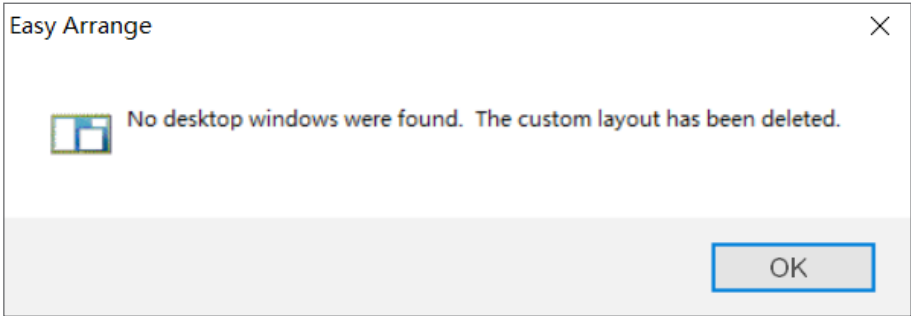 Easy Arrange
No desktop windows were found.  The custom layout has been deleted.
OK